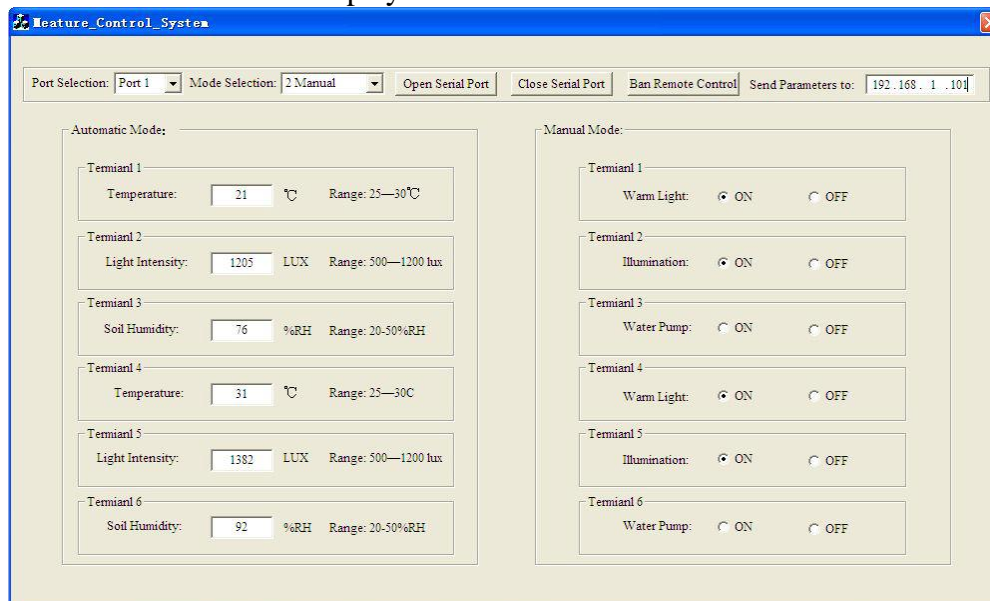 Meature_Control_System
Port Selection: Port 1 Mode Selection: 2 Manual Open Serial Port Close Serial Port Ban Remote Control Send Parameters to: 192.168. 1 .101
Automatic Mode:
Termianl 1
Temperature: 21 ℃ Range: 25—30℃
Termianl 2
Light Intensity: 1205 LUX Range: 500—1200 lux
Termianl 3
Soil Humidity: 76 %RH Range: 20-50%RH
Termianl 4
Temperature: 31 ℃ Range: 25—30C
Termianl 5
Light Intensity: 1382 LUX Range: 500—1200 lux
Termianl 6
Soil Humidity: 92 %RH Range: 20-50%RH
Manual Mode:
Termianl 1
Warm Light: ON OFF
Termianl 2
Illumination: ON OFF
Termianl 3
Water Pump: ON OFF
Termianl 4
Warm Light: ON OFF
Termianl 5
Illumination: ON OFF
Termianl 6
Water Pump: ON OFF